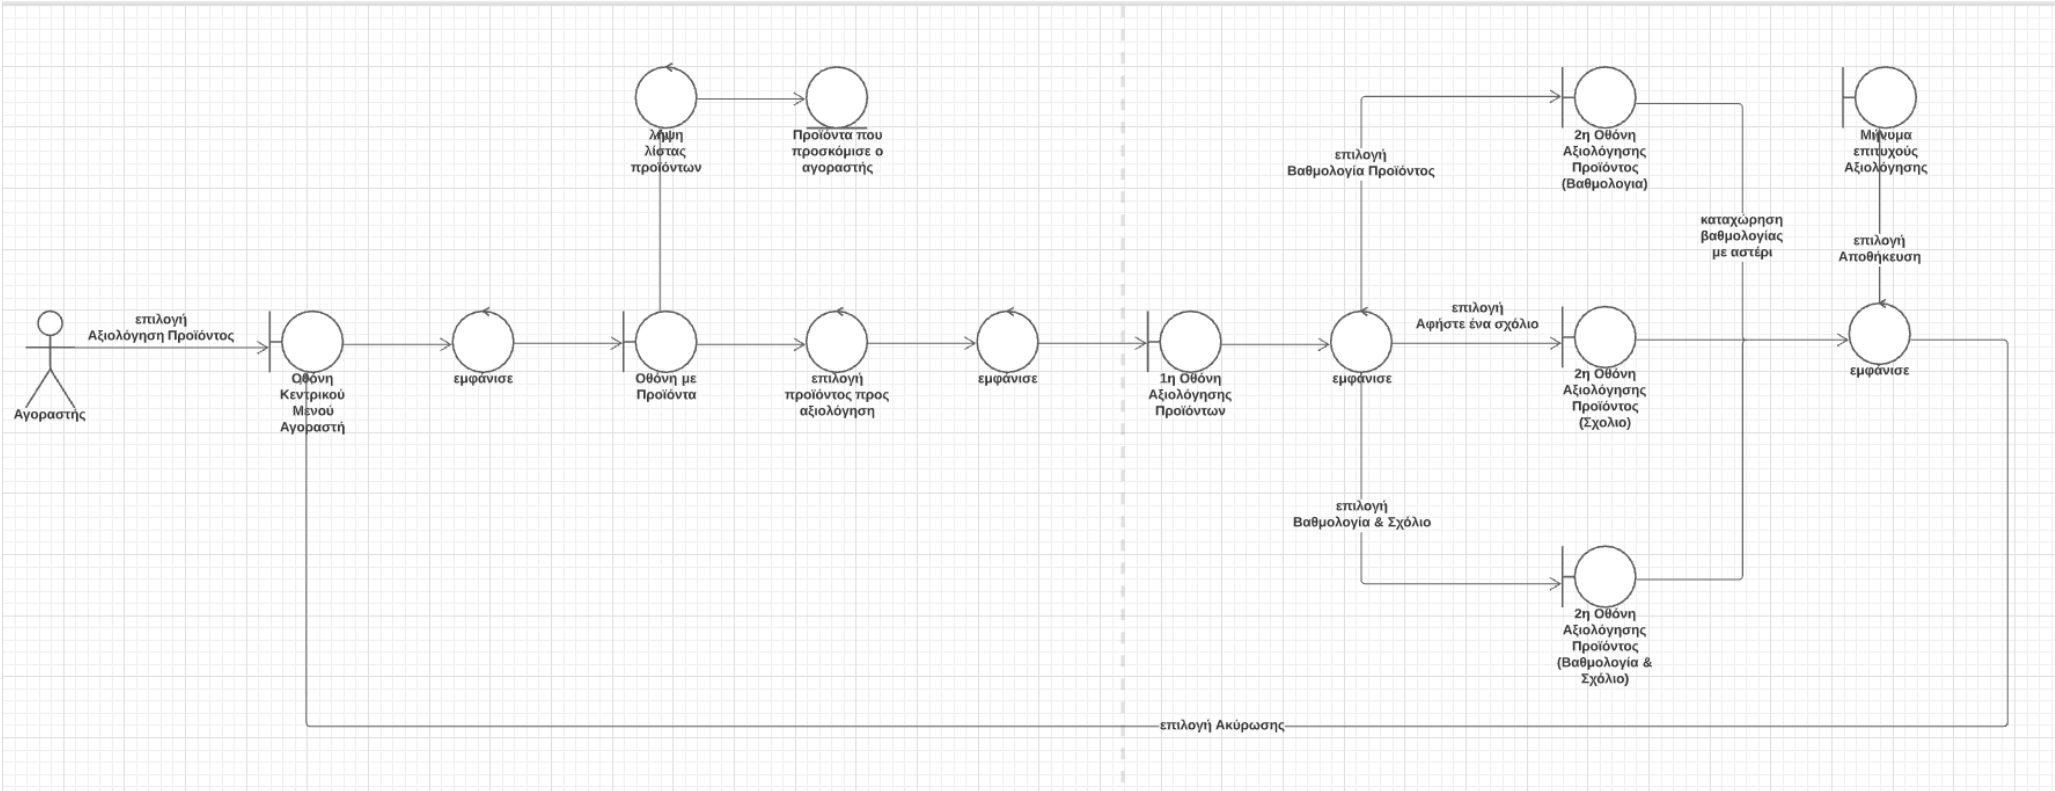 λήψη
λίστας
προϊόντων
Προϊόντα που
προσκόμισε ο
αγοραστής
2η Οθόνη
Αξιολόγησης
Προϊόντος
(Βαθμολογια)
Μήνυμα
επιτυχούς
Αξιολόγησης
επιλογή
Βαθμολογία Προϊόντος
καταχώρηση
βαθμολογίας
με αστέρι
επιλογή
Αποθήκευση
επιλογή
Αξιολόγηση Προϊόντος
επιλογή
Αφήστε ένα σχόλιο
Αγοραστής
Οθόνη
Κεντρικού
Μενού
Αγοραστή
εμφάνισε
Οθόνη με
Προϊόντα
επιλογή
προϊόντος προς
αξιολόγηση
εμφάνισε
1η Οθόνη
Αξιολόγησης
Προϊόντων
εμφάνισε
2η Οθόνη
Αξιολόγησης
Προϊόντος
(Σχολιο)
εμφάνισε
επιλογή
Βαθμολογία & Σχόλιο
2η Οθόνη
Αξιολόγησης
Προϊόντος
(Βαθμολογία &
Σχόλιο)
επιλογή Ακύρωσης